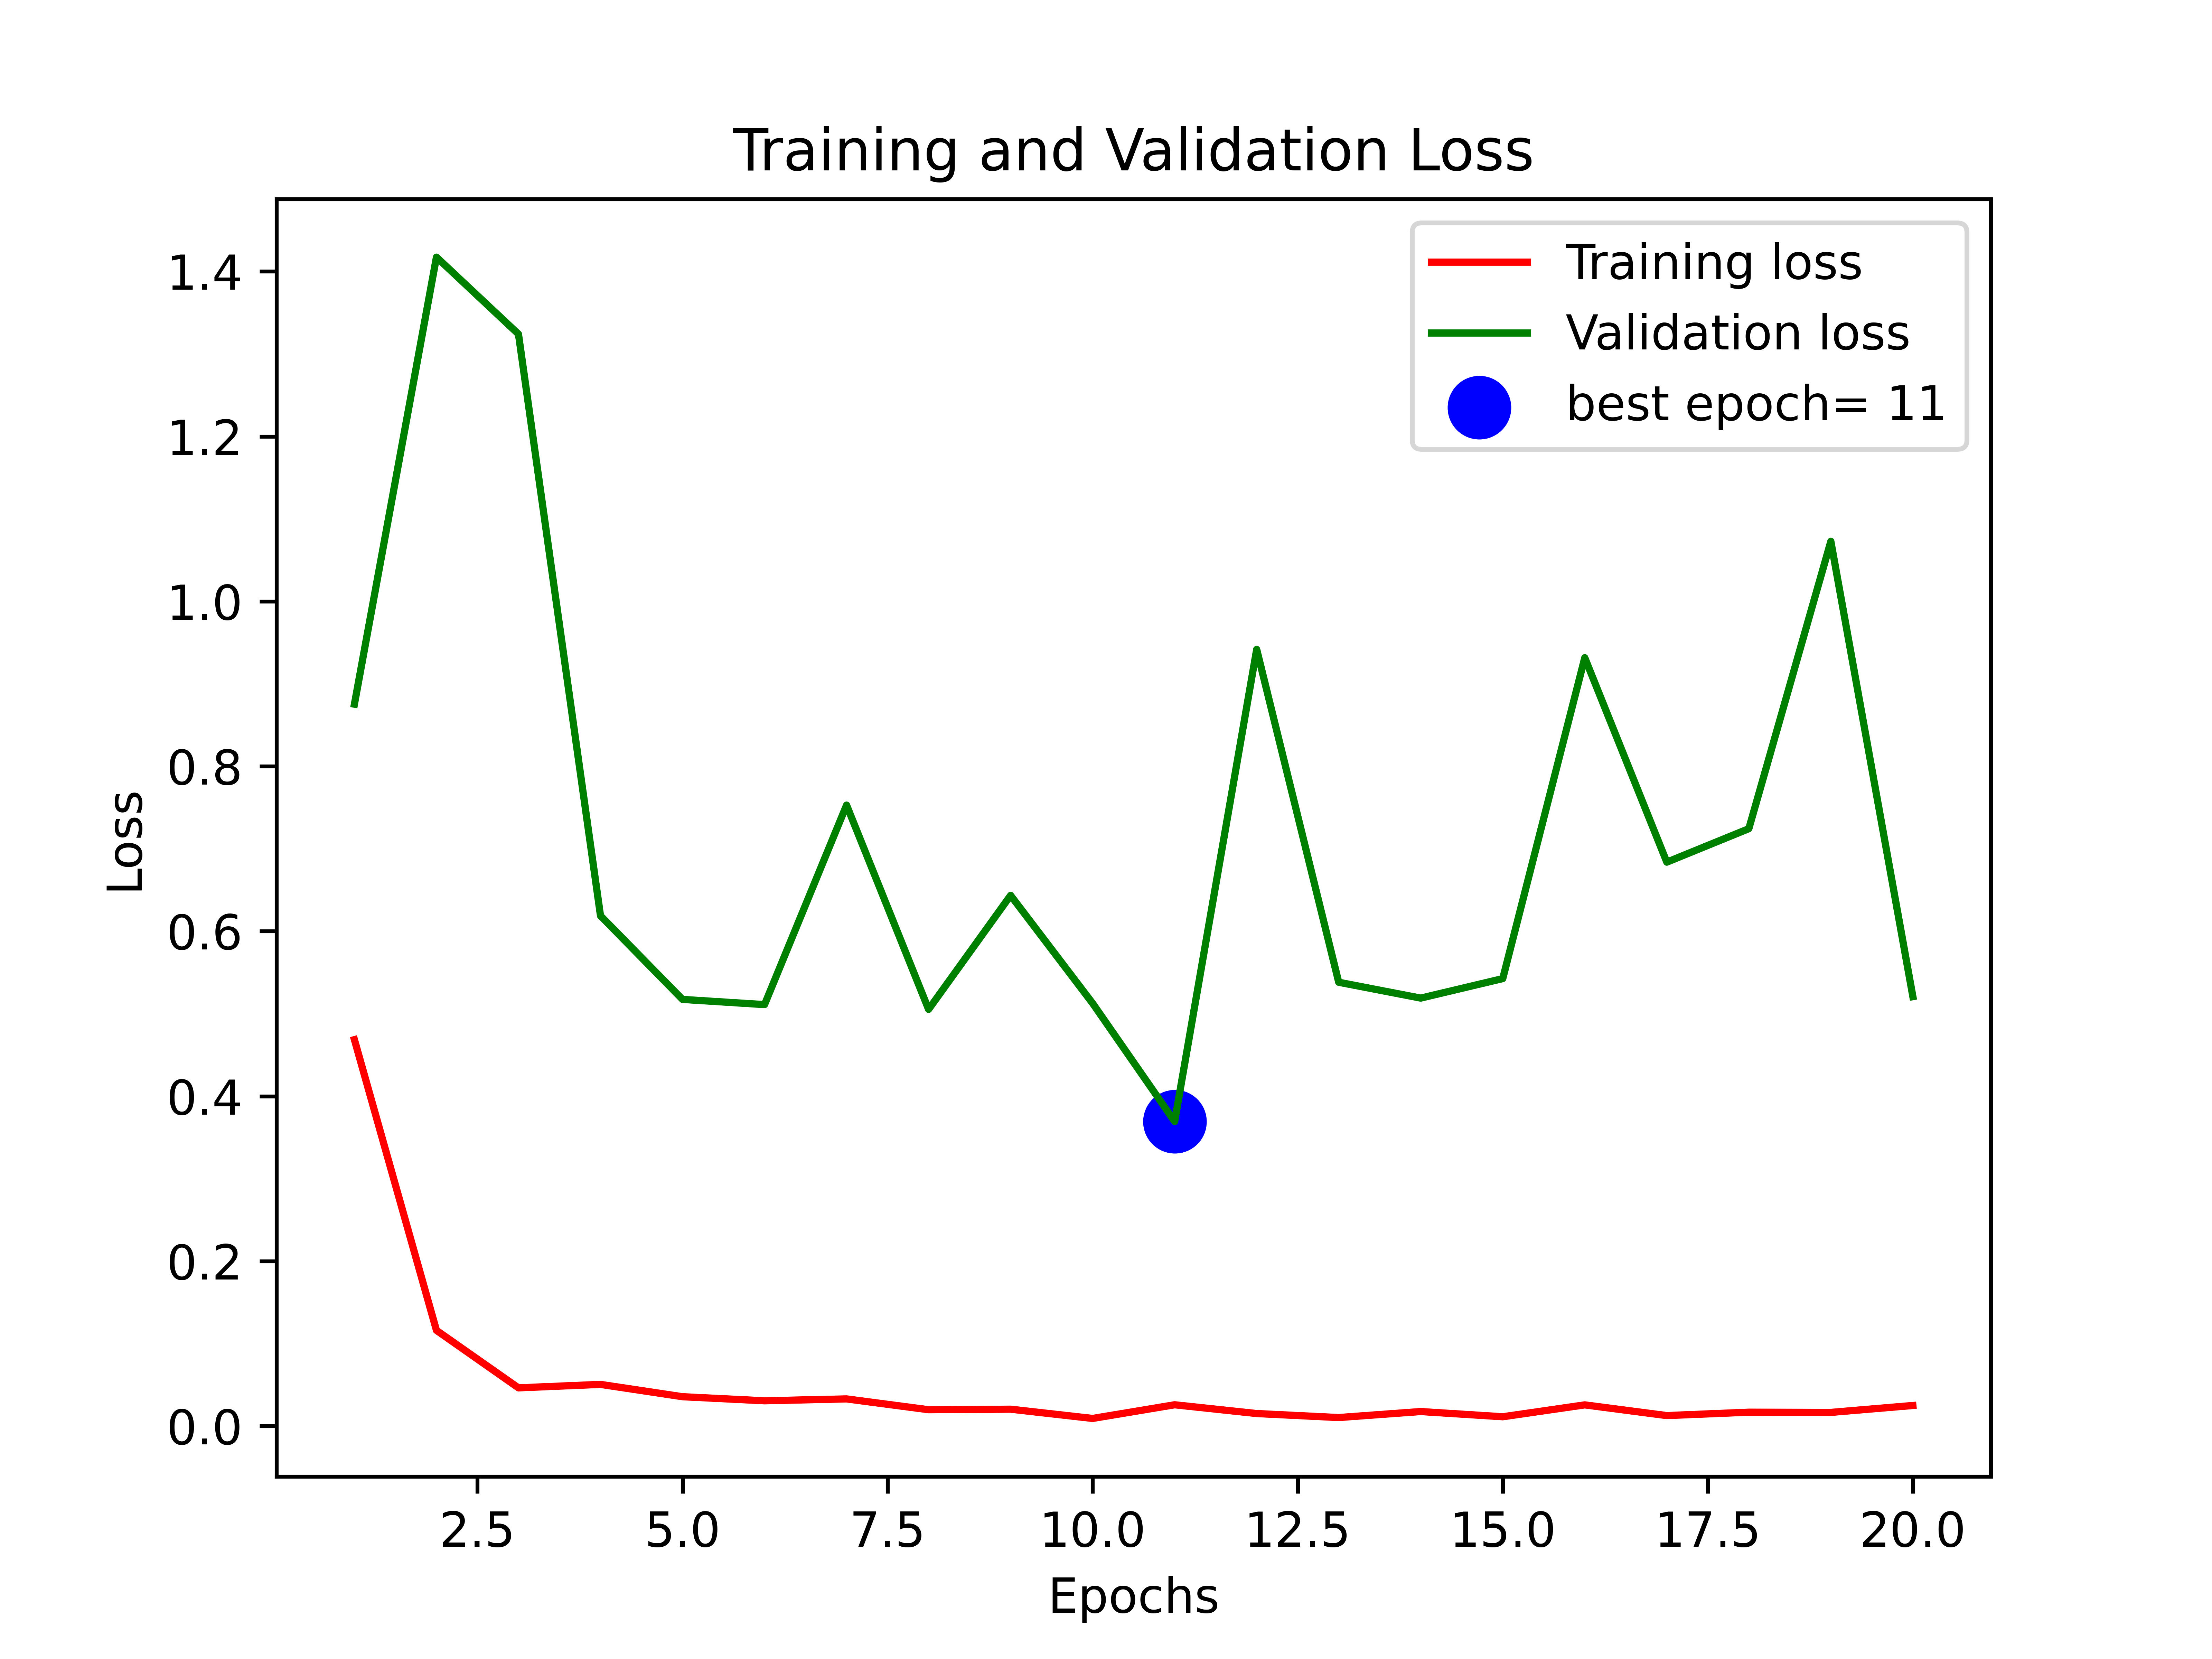 Training and Validation Loss
Training loss
Validation loss
best epoch= 11
1.4
1.2
1.0
0.8
0.6
0.4
0.2
0.0
Loss
2.5 5.0 7.5 10.0 12.5 15.0 17.5 20.0
Epochs